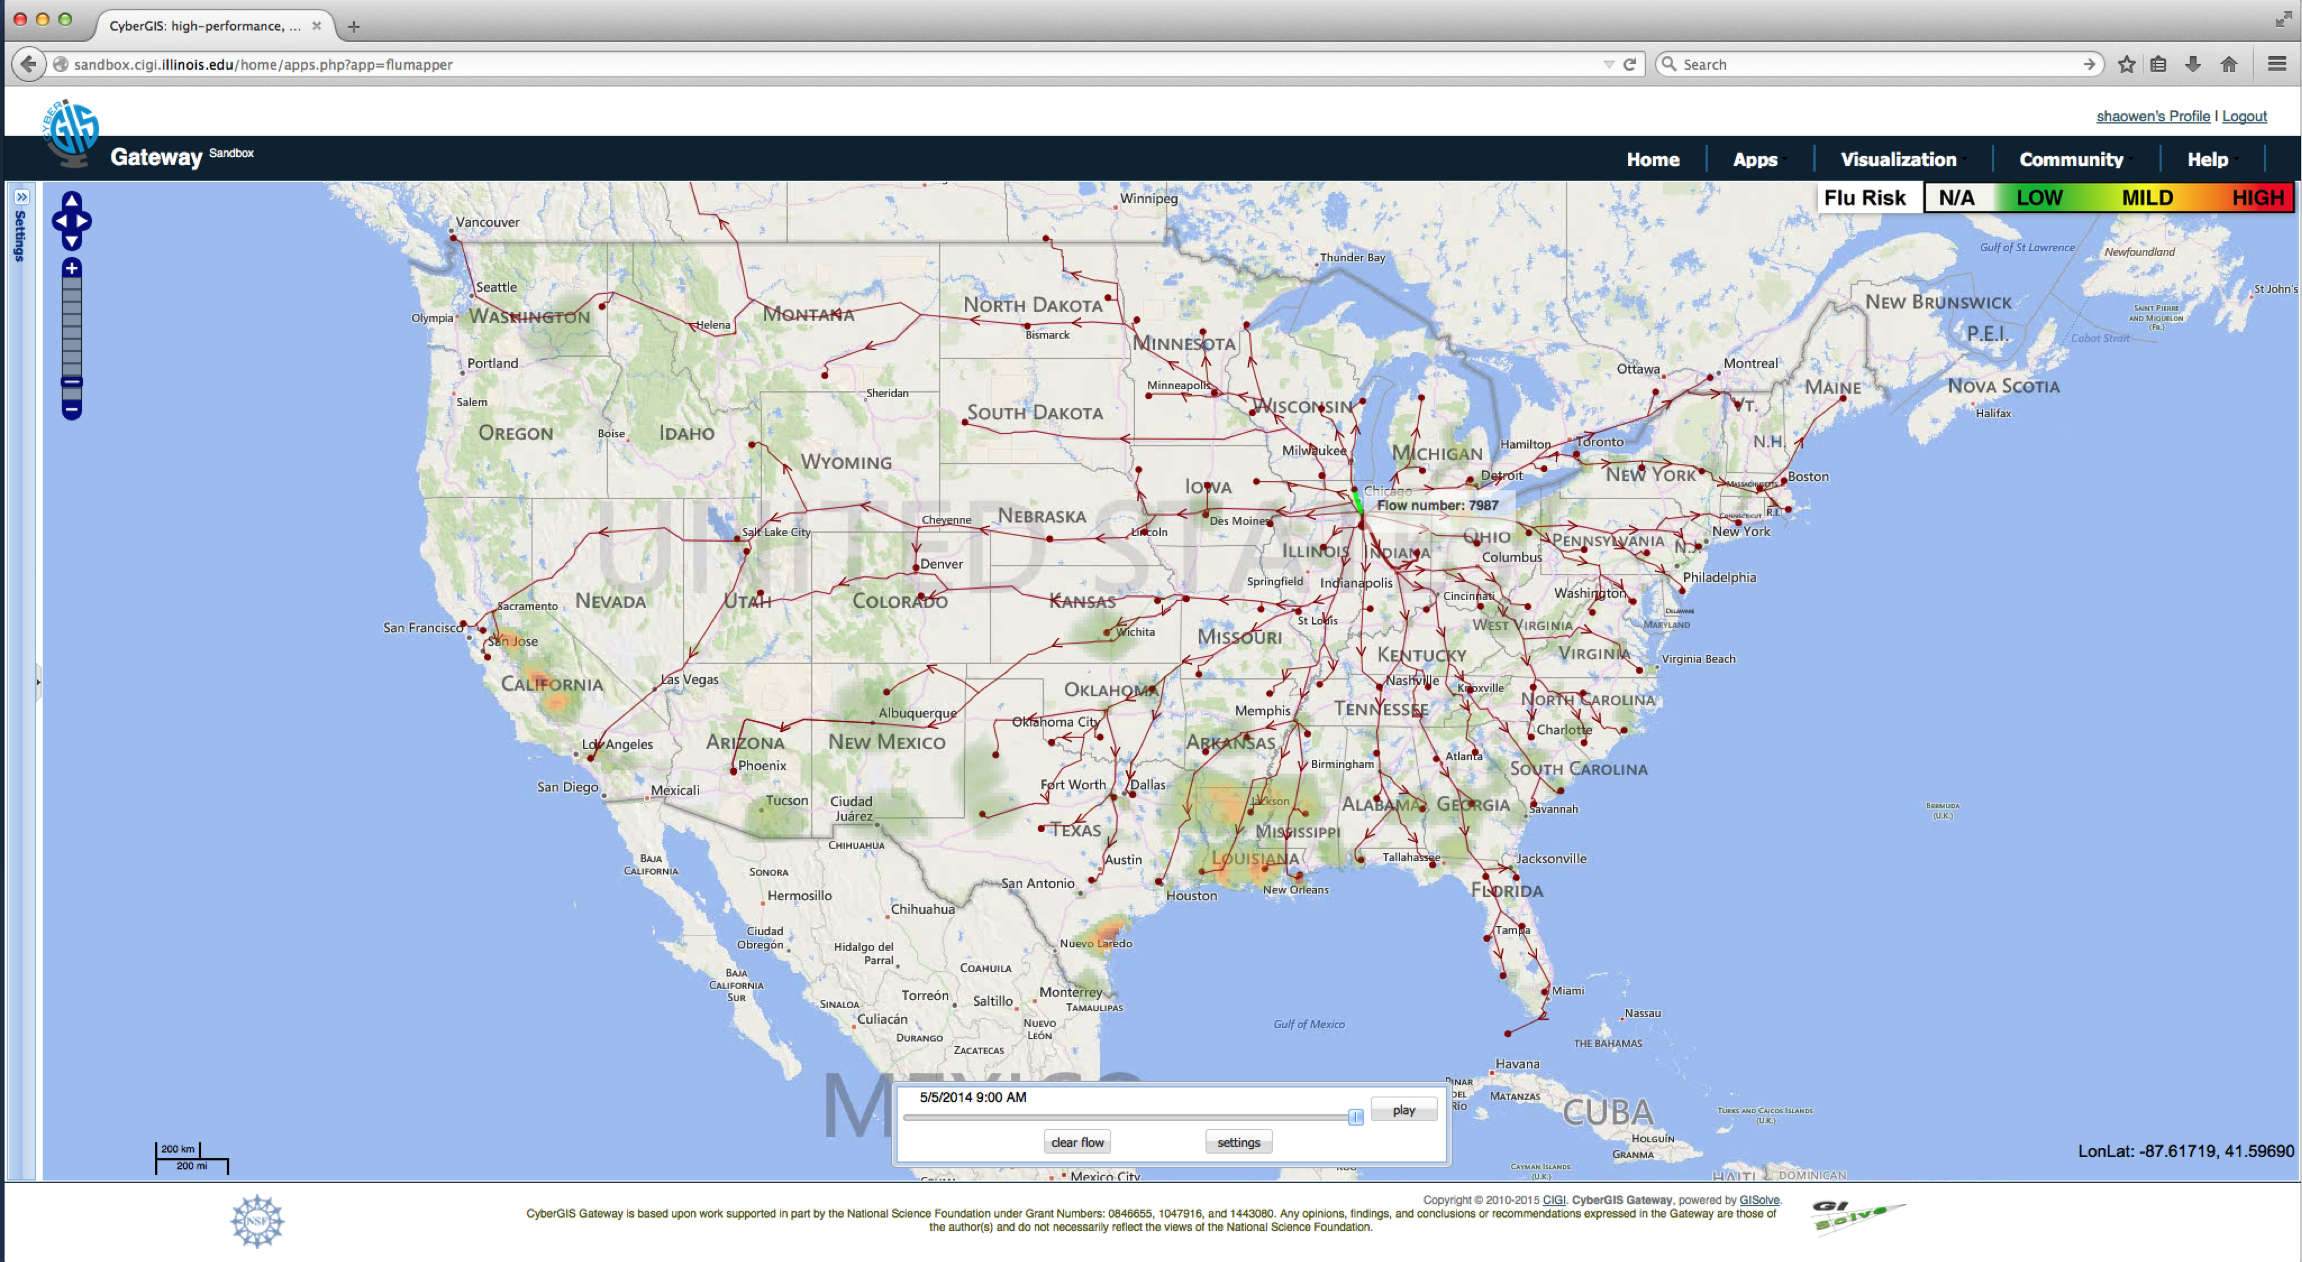 CyberGIS: high-performance, ...
sandbox.cigi.illinois.edu/home/apps.php?app=flumapper
Search
CYBER GIS
shaowen's Profile | Logout
Gateway Sandbox
Home
Apps
Visualization
Community
Help
Settings
Flu Risk
N/A
LOW
MILD
HIGH
Winnipeg
Vancouver
Gulf of St Lawrence
Newfoundland
Thunder Bay
Seattle
St John's
NEW BRUNSWICK
NORTH DAKOTA
MONTANA
WASHINGTON
Olympia
SAINT PIERRE
AND MIQUELON
(FR.)
Helena
Bismarck
P.E.I.
Cabot Strait
MINNESOTA
Portland
Montreal
Ottawa
Minneapolis
MAINE
NOVA SCOTIA
Sheridan
Salem
WISCONSIN
VT.
SOUTH DAKOTA
Halifax
OREGON
Boise
IDAHO
N.H.
Hamilton
Toronto
Milwaukee
MICHIGAN
WYOMING
Detroit
NEW YORK
Boston
MASSACHUSETTS
IOWA
Chicago
Flow number: 7987
R.I.
CONNECTICUT
NEBRASKA
Cheyenne
Des Moines
UNITED STATES
Salt Lake City
Lincoln
New York
OHIO
PENNSYLVANIA
N.J.
ILLINOIS
INDIANA
Columbus
Denver
Philadelphia
Springfield
Indianapolis
Washington
Cincinnati
NEVADA
UTAH
COLORADO
KANSAS
Sacramento
DELAWARE
MARYLAND
San Francisco
St Louis
WEST VIRGINIA
Wichita
MISSOURI
San Jose
KENTUCKY
VIRGINIA
Virginia Beach
CALIFORNIA
Las Vegas
OKLAHOMA
Nashville
Knoxville
NORTH CAROLINA
Albuquerque
Memphis
TENNESSEE
Oklahoma City
Charlotte
Los Angeles
ARIZONA
NEW MEXICO
ARKANSAS
Atlanta
Phoenix
Birmingham
SOUTH CAROLINA
San Diego
Mexicali
Fort Worth
Dallas
Tucson
Ciudad
Juárez
Jackson
ALABAMA
GEORGIA
Savannah
BERMUDA
(U.K.)
TEXAS
MISSISSIPPI
CHIHUAHUA
BAJA
CALIFORNIA
Austin
LOUISIANA
Tallahassee
Jacksonville
SONORA
San Antonio
Hermosillo
Houston
New Orleans
FLORIDA
Chihuahua
Ciudad
Obregón
Tampa
Hidalgo del
Parral
Nuevo Laredo
COAHUILA
BAJA
CALIFORNIA
SUR
Torreón
Saltillo
Monterrey
Miami
SINALOA
TAMAULIPAS
Culiacán
NUEVO
LEÓN
Gulf of Mexico
Nassau
DURANGO
ZACATECAS
THE BAHAMAS
Havana
MEXICO
PINAR
DEL
RÍO
MATANZAS
CUBA
TURKS AND CAICOS ISLANDS
(U.K.)
5/5/2014 9:00 AM
play
clear flow
settings
HOLGUÍN
GRANMA
200 km
200 mi
LonLat: -87.61719, 41.59690
CAYMAN ISLANDS
(U.K.)
HAITI
DOMINICAN
Mexico City
NSF
Copyright © 2010-2015 CIGI. CyberGIS Gateway, powered by GISolve.
CyberGIS Gateway is based upon work supported in part by the National Science Foundation under Grant Numbers: 0846655, 1047916, and 1443080. Any opinions, findings, and conclusions or recommendations expressed in the Gateway are those of
the author(s) and do not necessarily reflect the views of the National Science Foundation.
GI
Solve